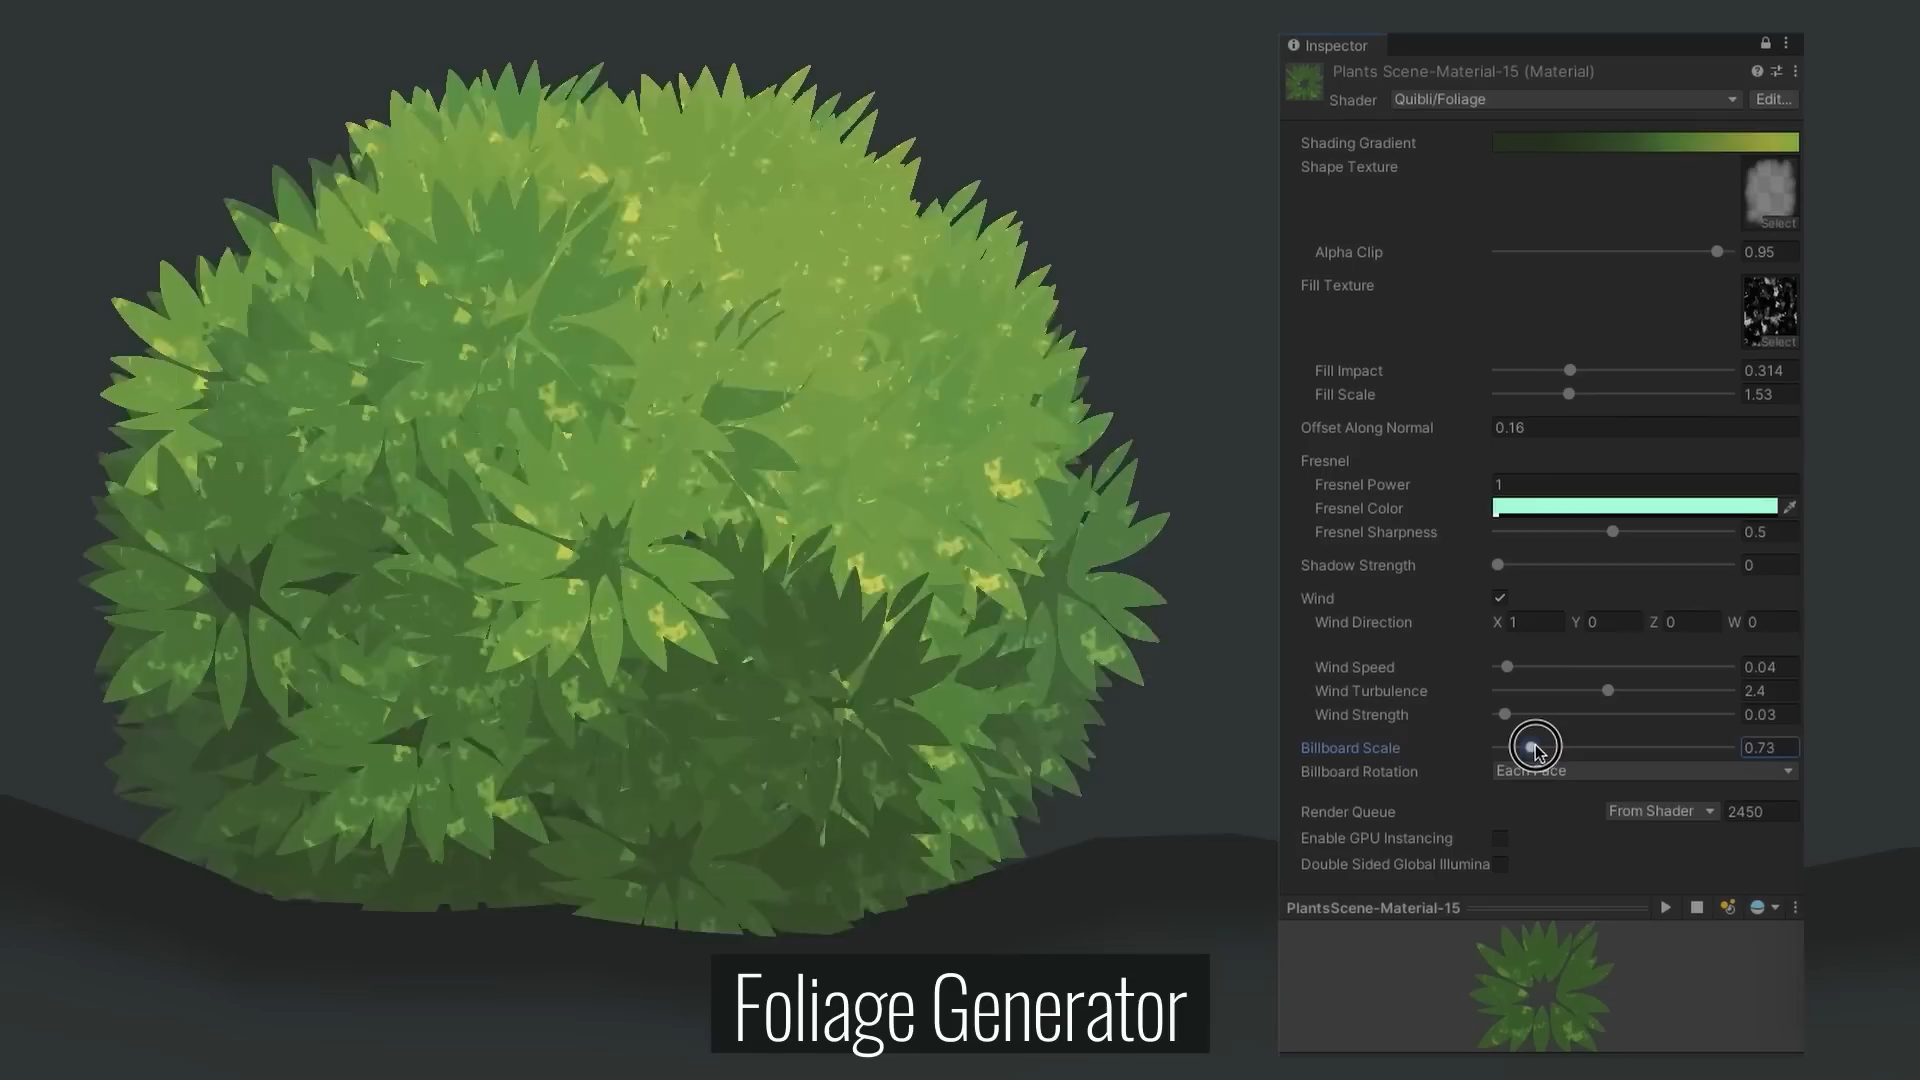 Inspector
Plants Scene-Material-15 (Material)
Shader Quibli/Foliage Edit...
Shading Gradient
Shape Texture
Select
Alpha Clip 0.95
Fill Texture
Select
Fill Impact 0.314
Fill Scale 1.53
Offset Along Normal 0.16
Fresnel
Fresnel Power 1
Fresnel Color
Fresnel Sharpness 0.5
Shadow Strength 0
Wind
Wind Direction X 1 Y 0 Z 0 W 0
Wind Speed 0.04
Wind Turbulence 2.4
Wind Strength 0.03
Billboard Scale 0.73
Billboard Rotation Each Face
Render Queue From Shader 2450
Enable GPU Instancing
Double Sided Global Illumina
PlantsScene-Material-15
Foliage Generator